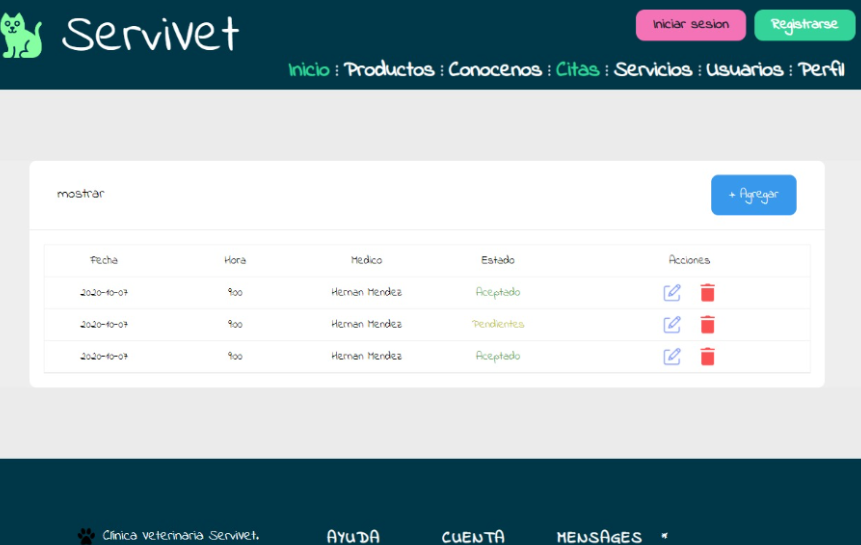 ServiVet
Iniciar sesion
Registrarse
Inicio : Productos : Conocenos : Citas : Servicios : Usuarios : Perfil
mostrar
+ Agregar
Fecha Hora Medico Estado Acciones
2020-10-07 9:00 Hernan Mendez Aceptado
2020-10-07 9:00 Hernan Mendez Pendientes
2020-10-07 9:00 Hernan Mendez Aceptado
Clínica Veterinaria ServiVet.
AYUDA
CUENTA
MENSAGES